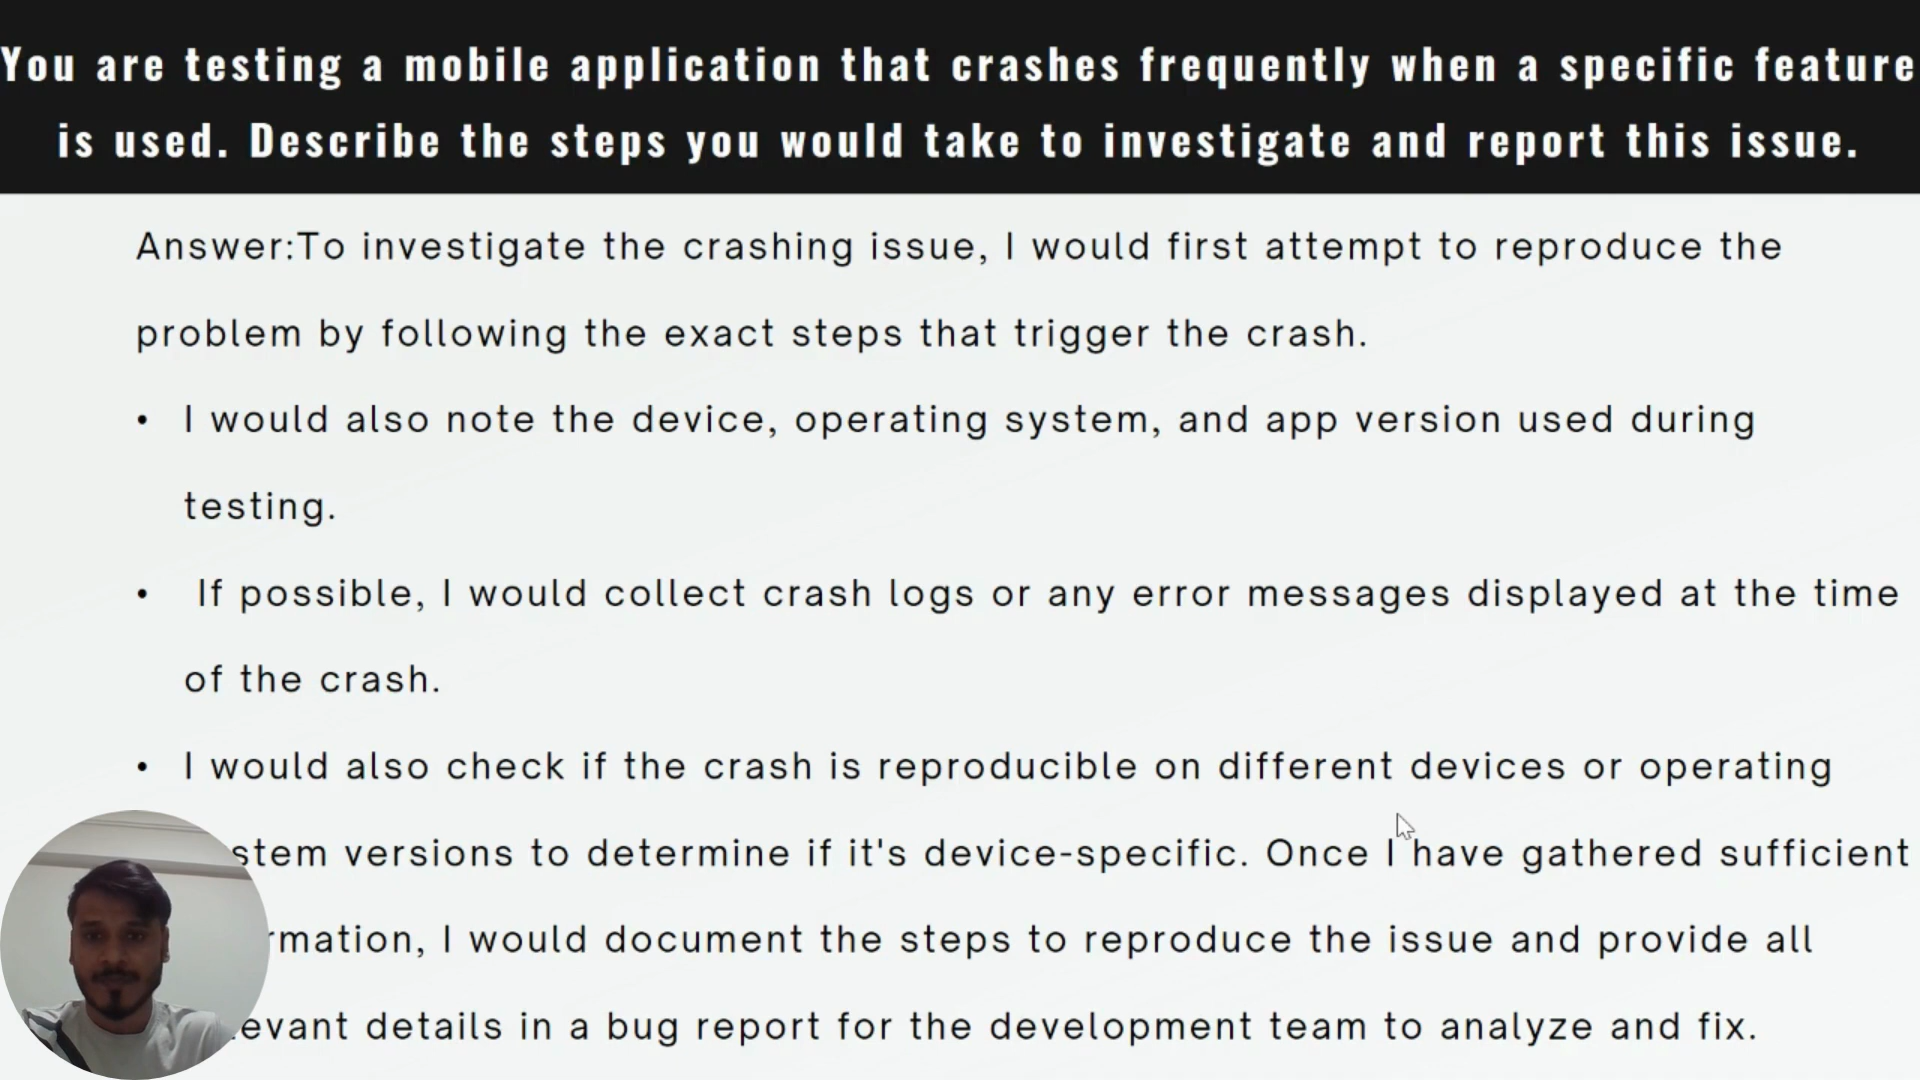 You are testing a mobile application that crashes frequently when a specific feature
is used. Describe the steps you would take to investigate and report this issue.
Answer:To investigate the crashing issue, I would first attempt to reproduce the
problem by following the exact steps that trigger the crash.
• I would also note the device, operating system, and app version used during
testing.
• If possible, I would collect crash logs or any error messages displayed at the time
of the crash.
• I would also check if the crash is reproducible on different devices or operating
stem versions to determine if it's device-specific. Once I have gathered sufficient
rmation, I would document the steps to reproduce the issue and provide all
evant details in a bug report for the development team to analyze and fix.